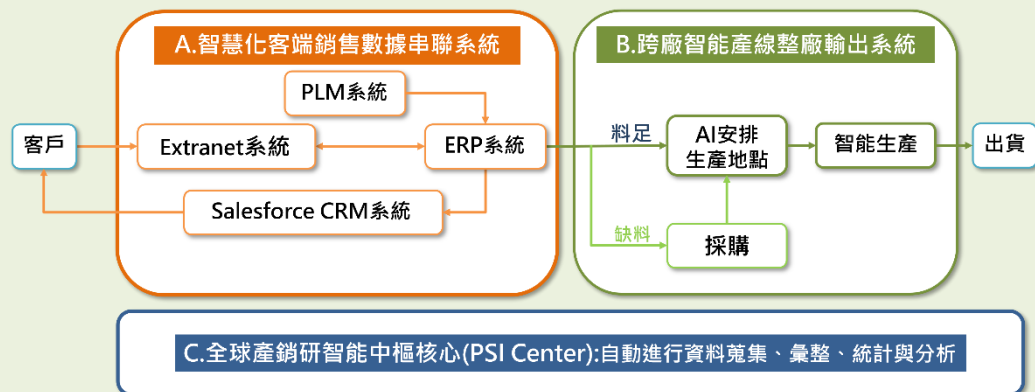 A.智慧化客端銷售數據串聯系統
B.跨廠智能產線整廠輸出系統
PLM系統
客戶
Extranet系統
ERP系統
料足
AI安排
生產地點
智能生產
出貨
Salesforce CRM系統
缺料
採購
C.全球產銷研智能中樞核心(PSI Center):自動進行資料蒐集、彙整、統計與分析